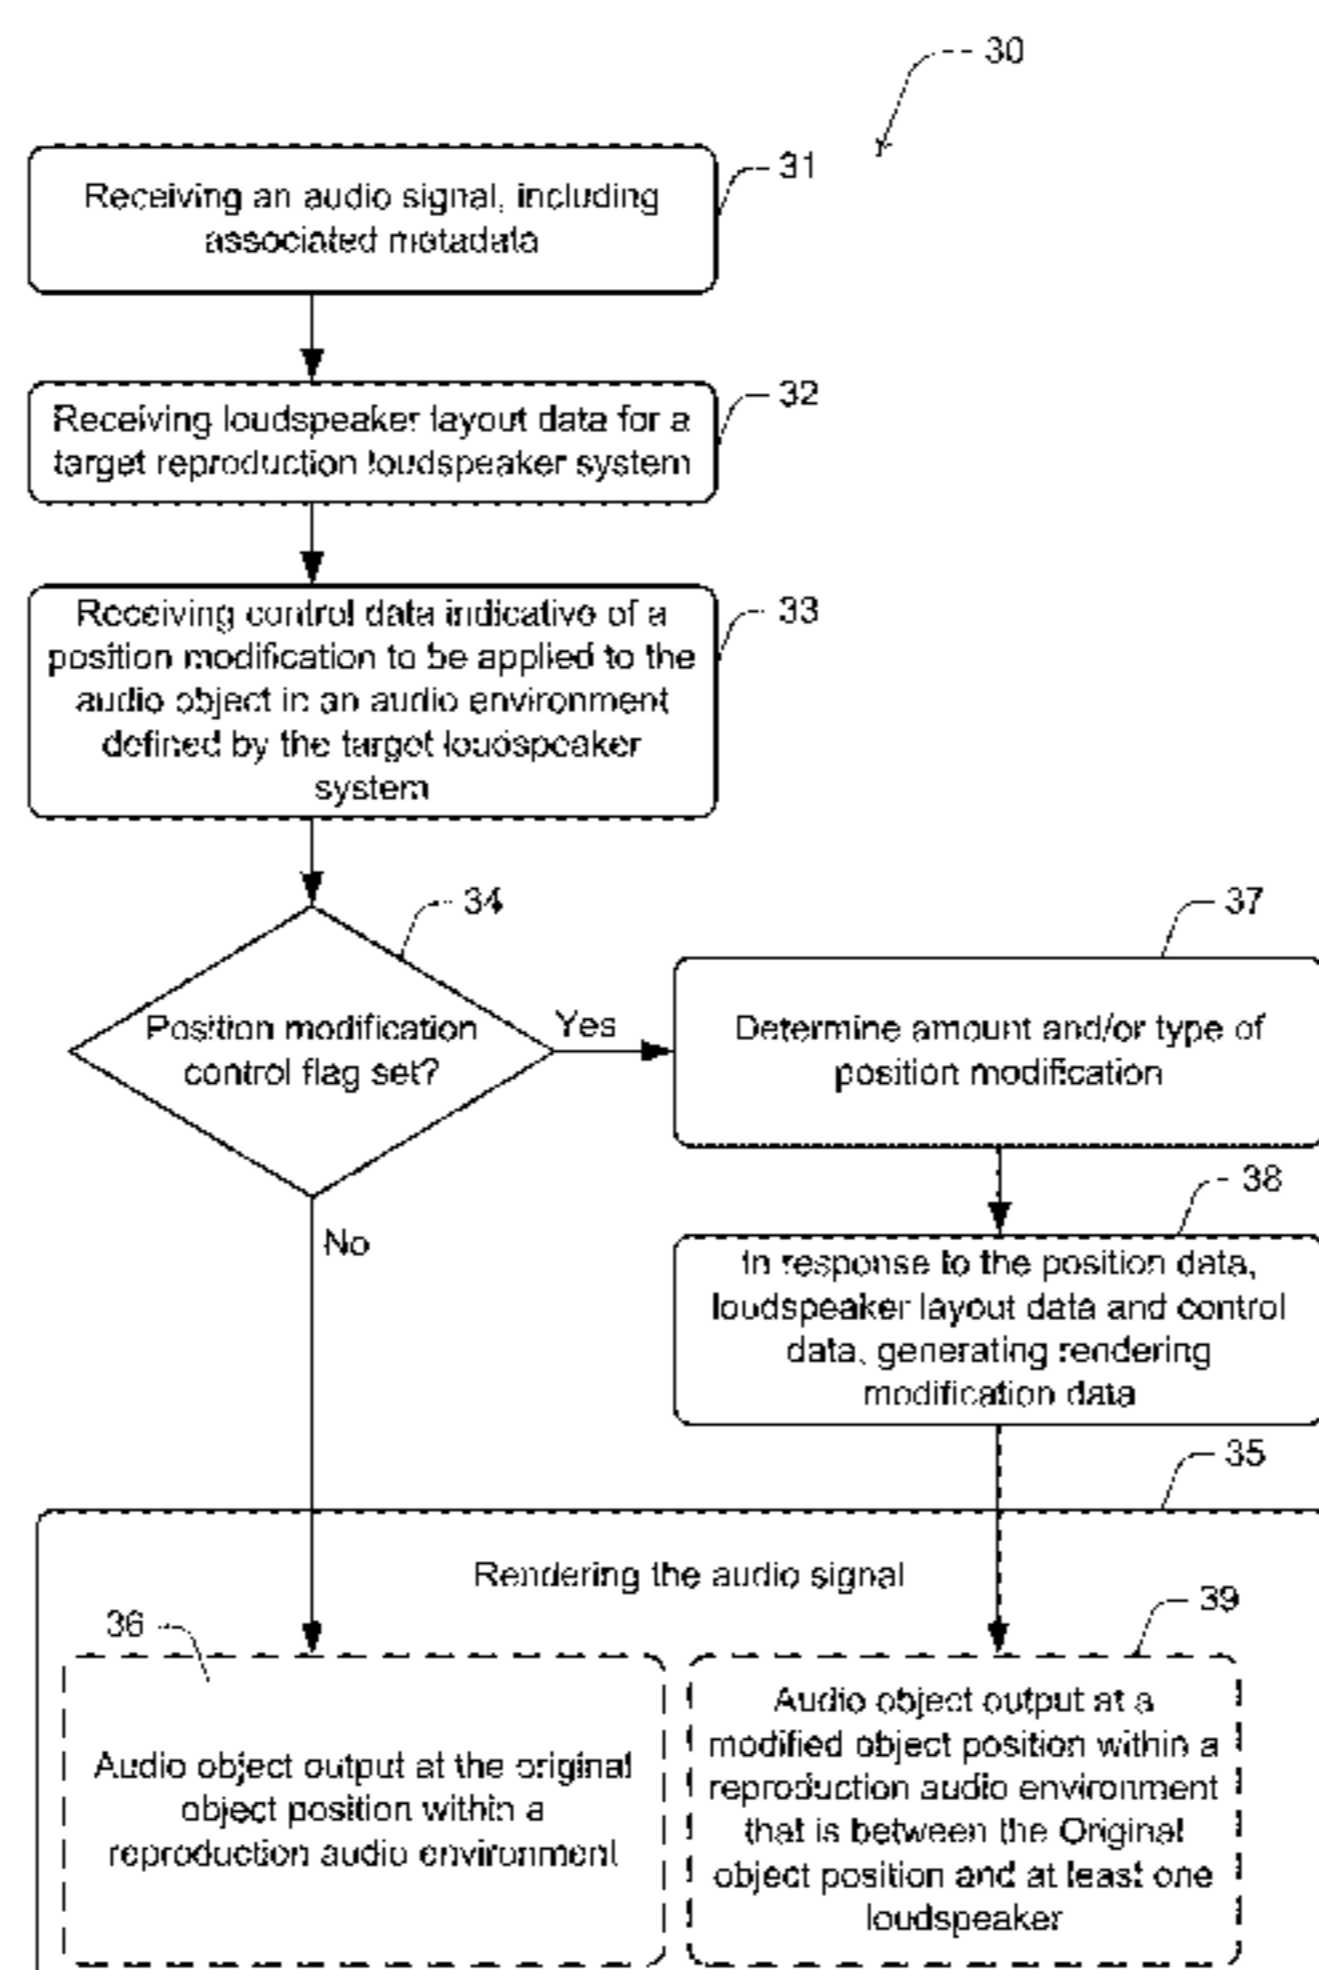 30
31
Receiving an audio signal, including
associated metadata
32
Receiving loudspeaker layout data for a
target reproduction loudspeaker system
33
Receiving control data indicative of a
position modification to be applied to the
audio object in an audio environment
defined by the target loudspeaker
system
34
Position modification
control flag set?
Yes
No
37
Determine amount and/or type of
position modification
38
In response to the position data,
loudspeaker layout data and control
data, generating rendering
modification data
35
Rendering the audio signal
36
Audio object output at the original
object position within a
reproduction audio environment
39
Audio object output at a
modified object position within a
reproduction audio environment
that is between the Original
object position and at least one
loudspeaker